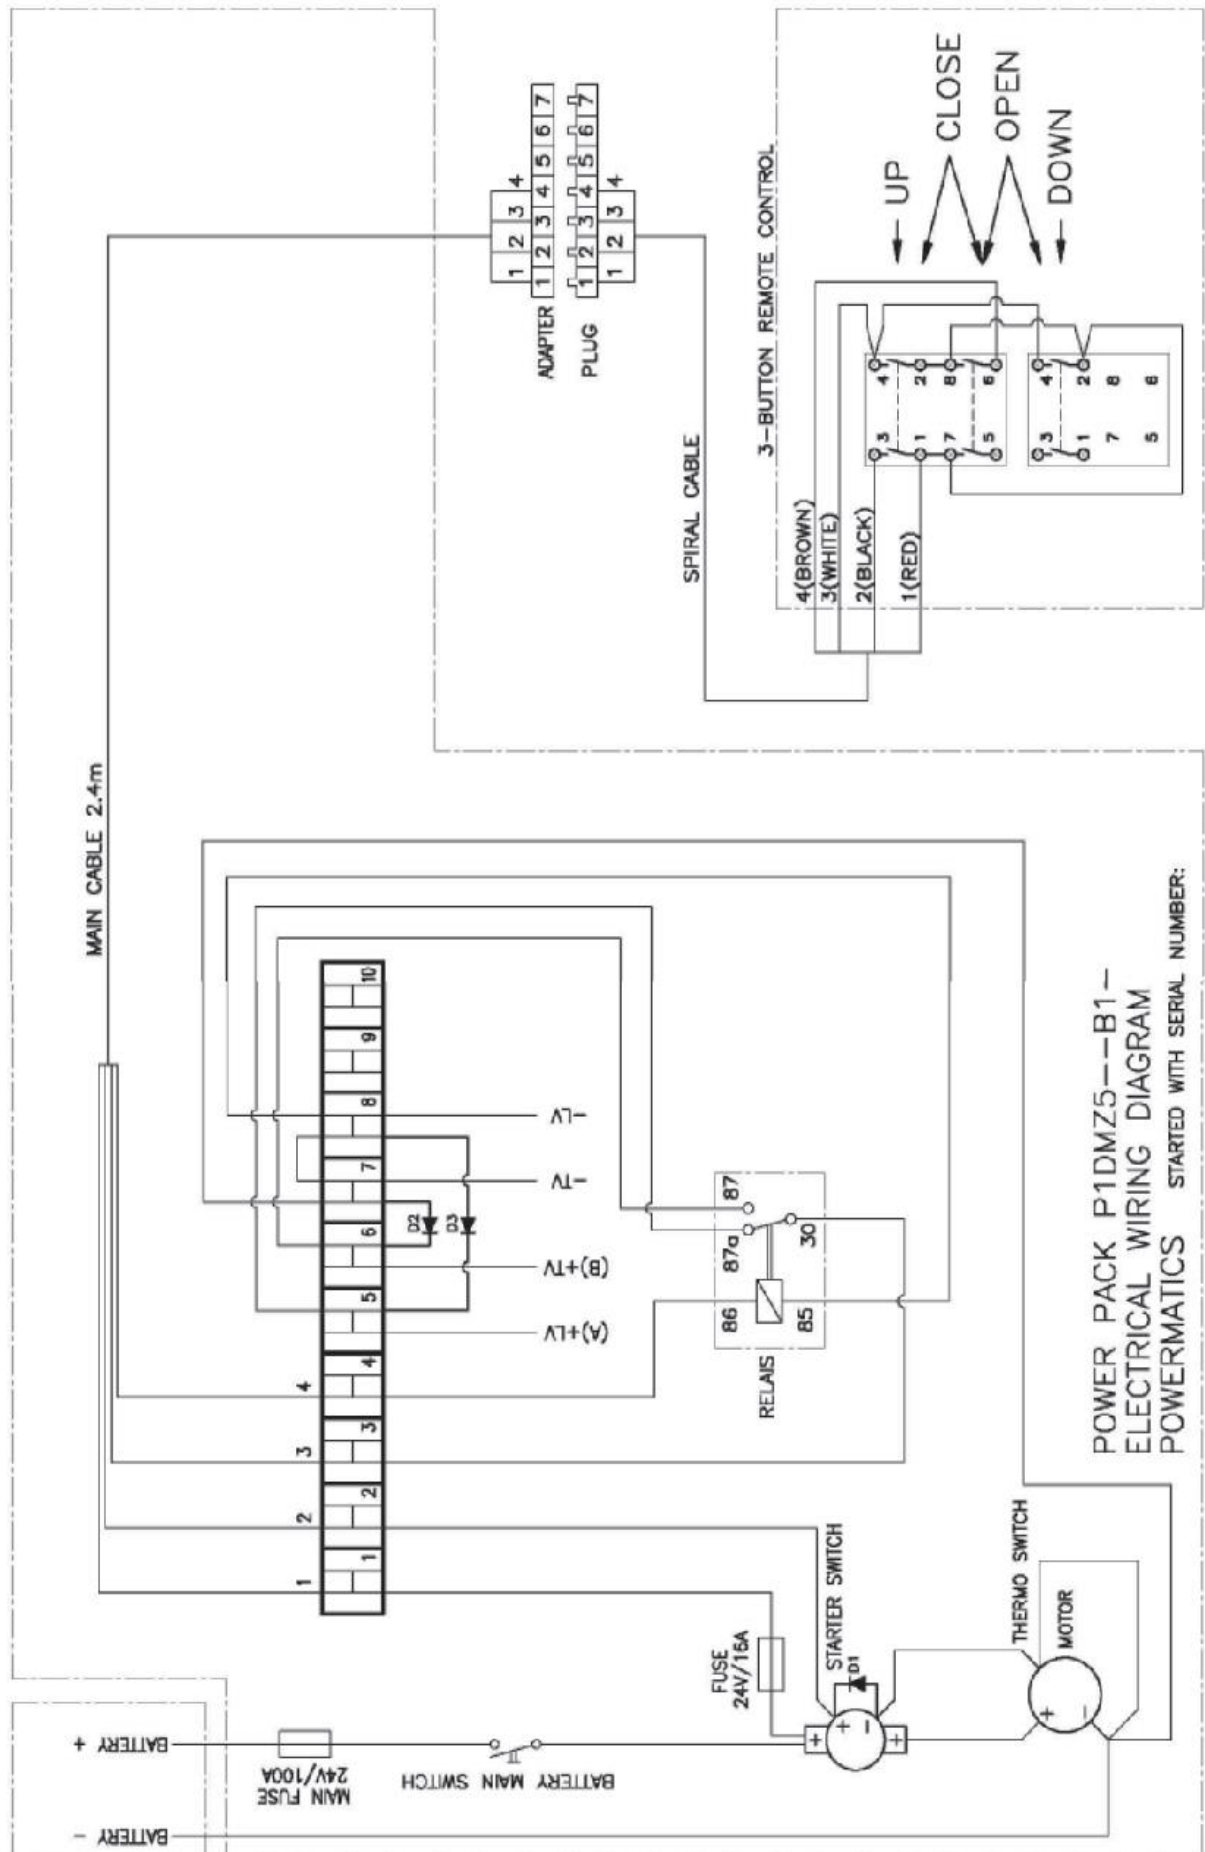 BATTERY +
BATTERY -
MAIN FUSE
24V/100A
BATTERY MAIN SWITCH
FUSE
24V/16A
STARTER SWITCH
D1
+
-
+
+
THERMO SWITCH
MOTOR
+
-
MAIN CABLE 2.4m
1 2 3 4
1 2 3 4 5 6 7 8 9 10
D2
D3
(A)+LV
(B)+TV
-TV
-LV
RELAIS
86
85
87a
87
30
1 2 3 4
1 2 3 4 5 6 7
ADAPTER
PLUG
1 2 3 4 5 6 7
1 2 3 4
SPIRAL CABLE
3-BUTTON REMOTE CONTROL
4(BROWN)
3(WHITE)
2(BLACK)
1(RED)
3 4
1 2
7 8
5 6
3 4
1 2
7 8
5 6
UP
CLOSE
OPEN
DOWN
POWER PACK P1DMZ5--B1-
ELECTRICAL WIRING DIAGRAM
POWERMATICS STARTED WITH SERIAL NUMBER: